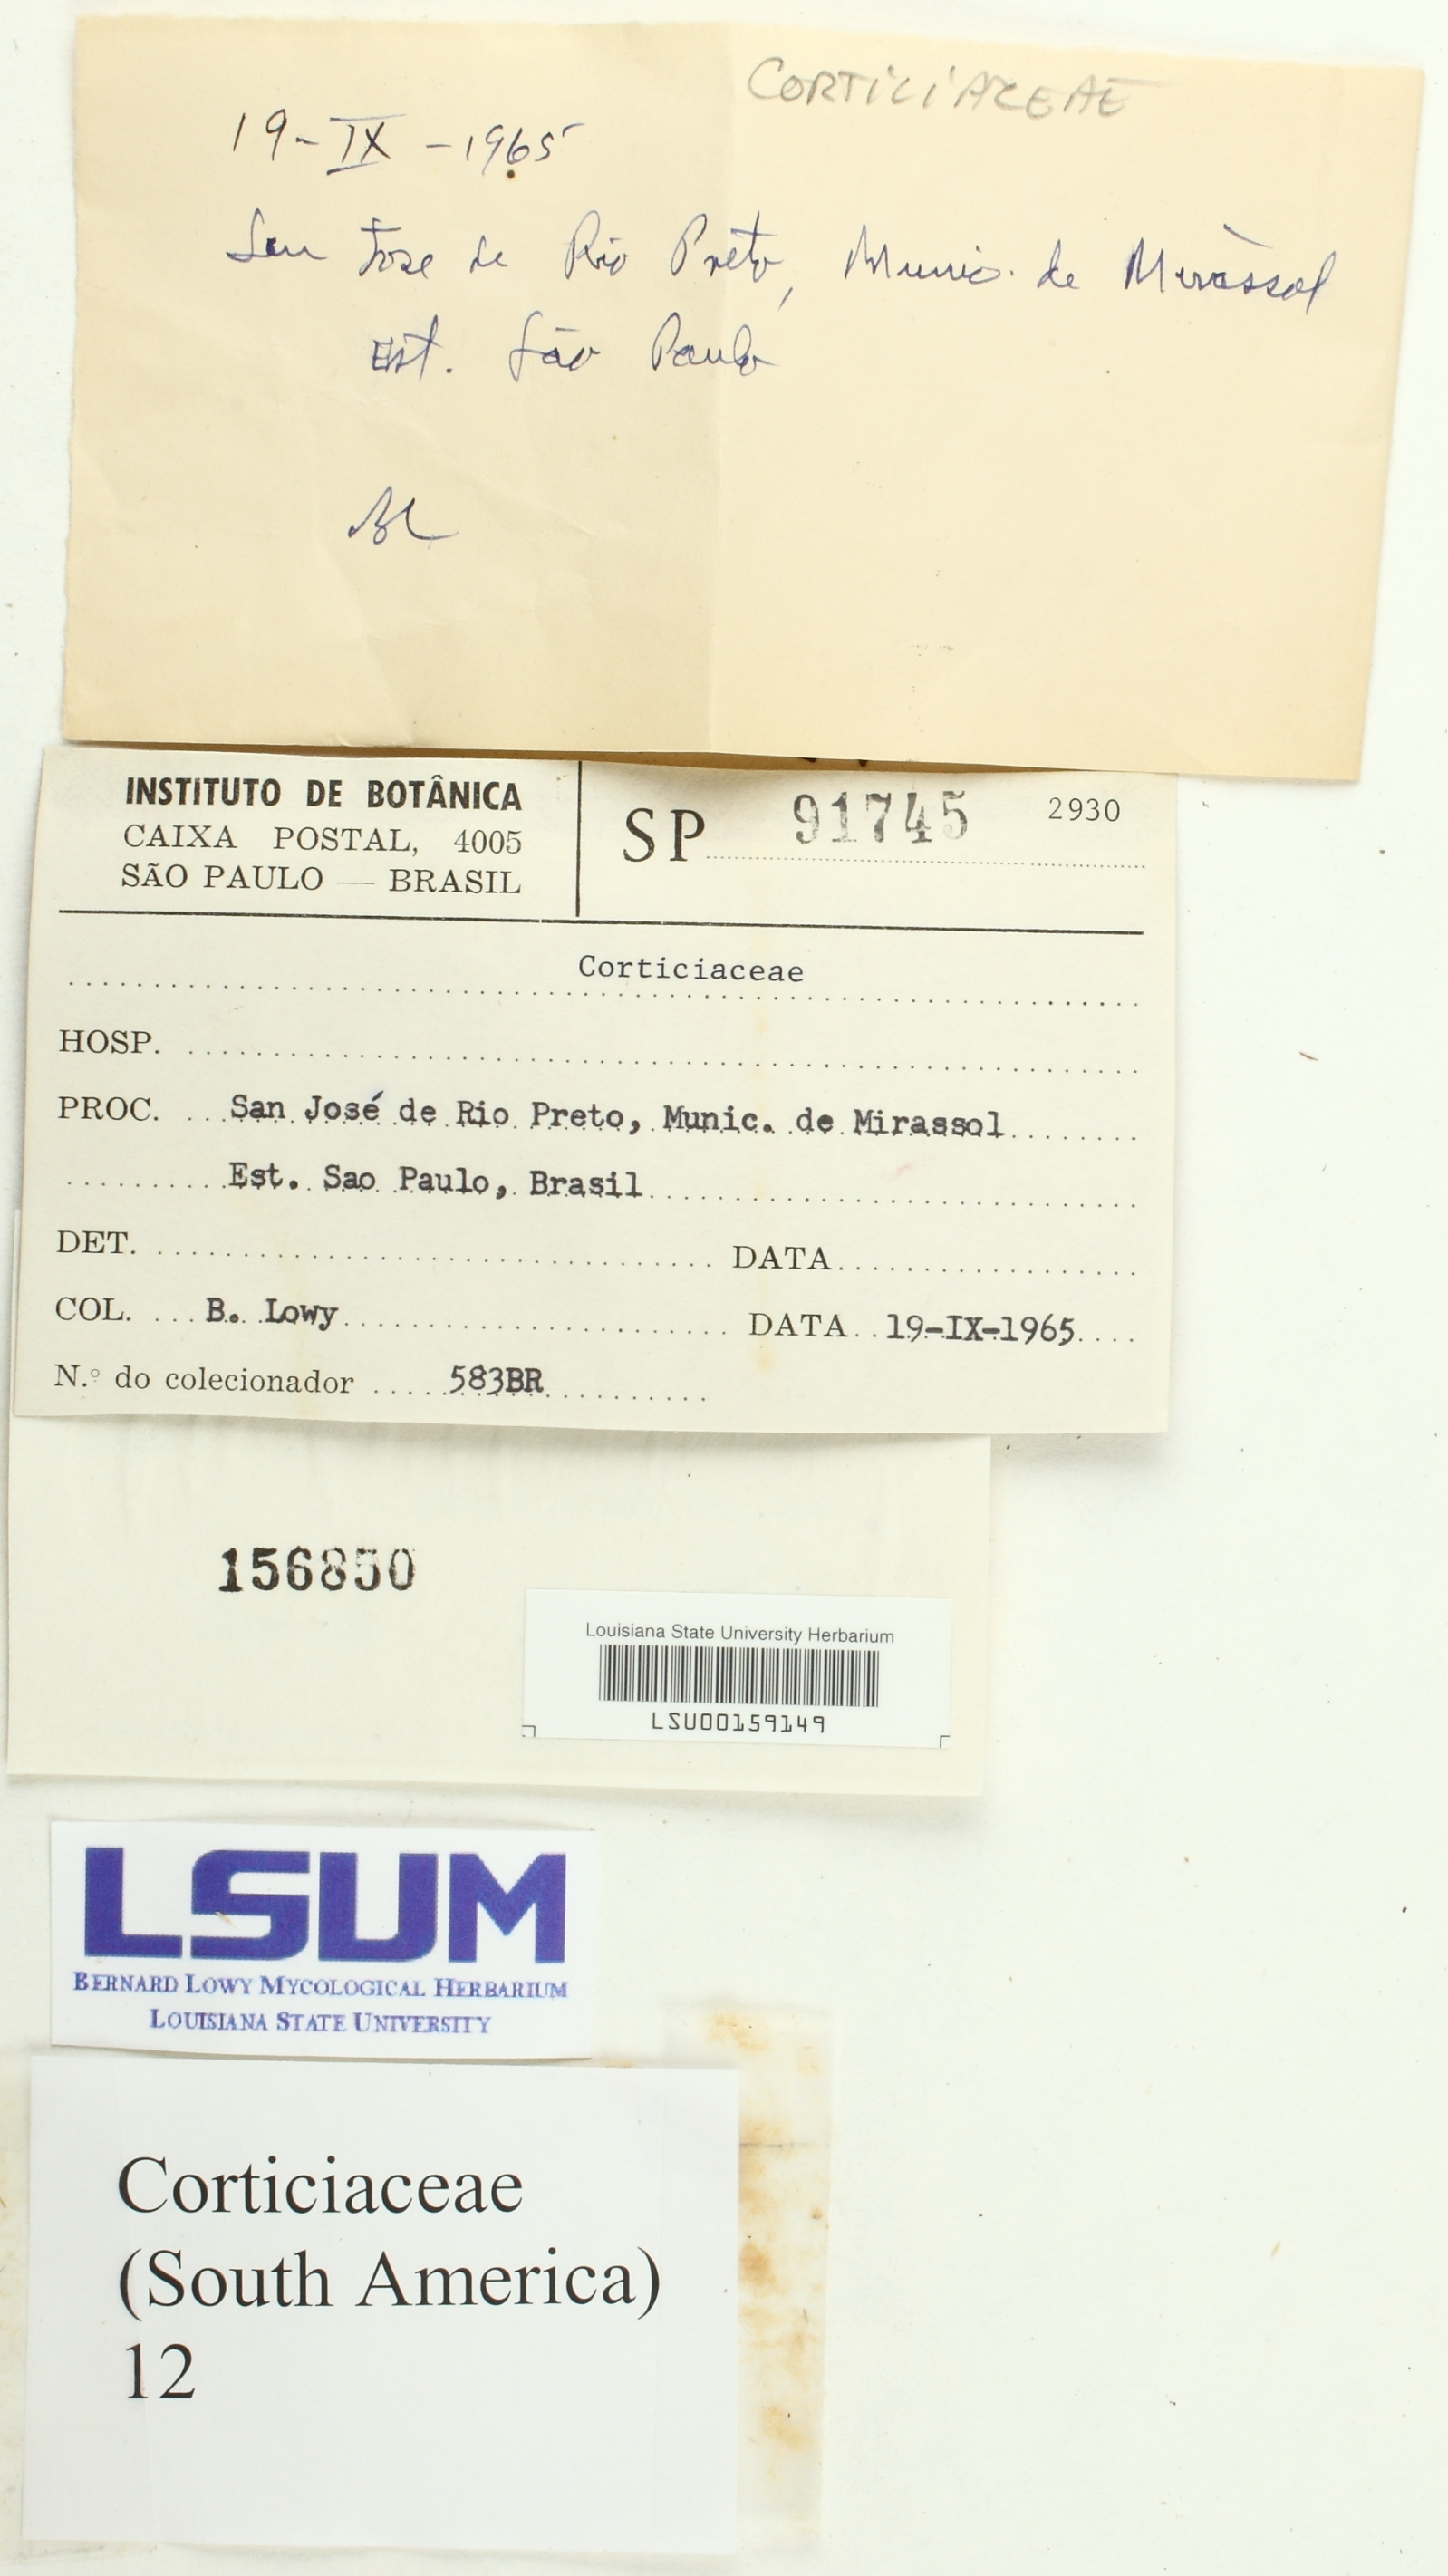 CORTICIACEAE
19-IX-1965
San Jose de Rio Preto, Munic. de Mirassol
Est. São Paulo
BL
INSTITUTO DE BOTÂNICA
CAIXA POSTAL, 4005
SÃO PAULO — BRASIL
SP 91745 2930
Corticiaceae
HOSP.
PROC. San José de Rio Preto, Munic. de Mirassol
Est. Sao Paulo, Brasil
DET. DATA
COL. B. Lowy DATA 19-IX-1965
N.º do colecionador 583BR
156850
Louisiana State University Herbarium
LSU00159149
LSUM
BERNARD LOWY MYCOLOGICAL HERBARIUM
LOUISIANA STATE UNIVERSITY
Corticiaceae
(South America)
12